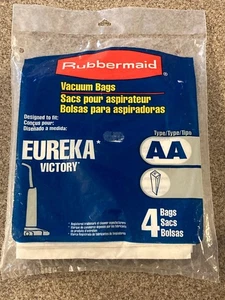 Rubbermaid
Vacuum Bags
Sacs pour aspirateur
Bolsas para aspiradoras
Designed to fit:
Conçue pour:
Diseñado a medida:
EUREKA*
VICTORY*
Type/Type/Tipo
AA
4 Bags
Sacs
Bolsas